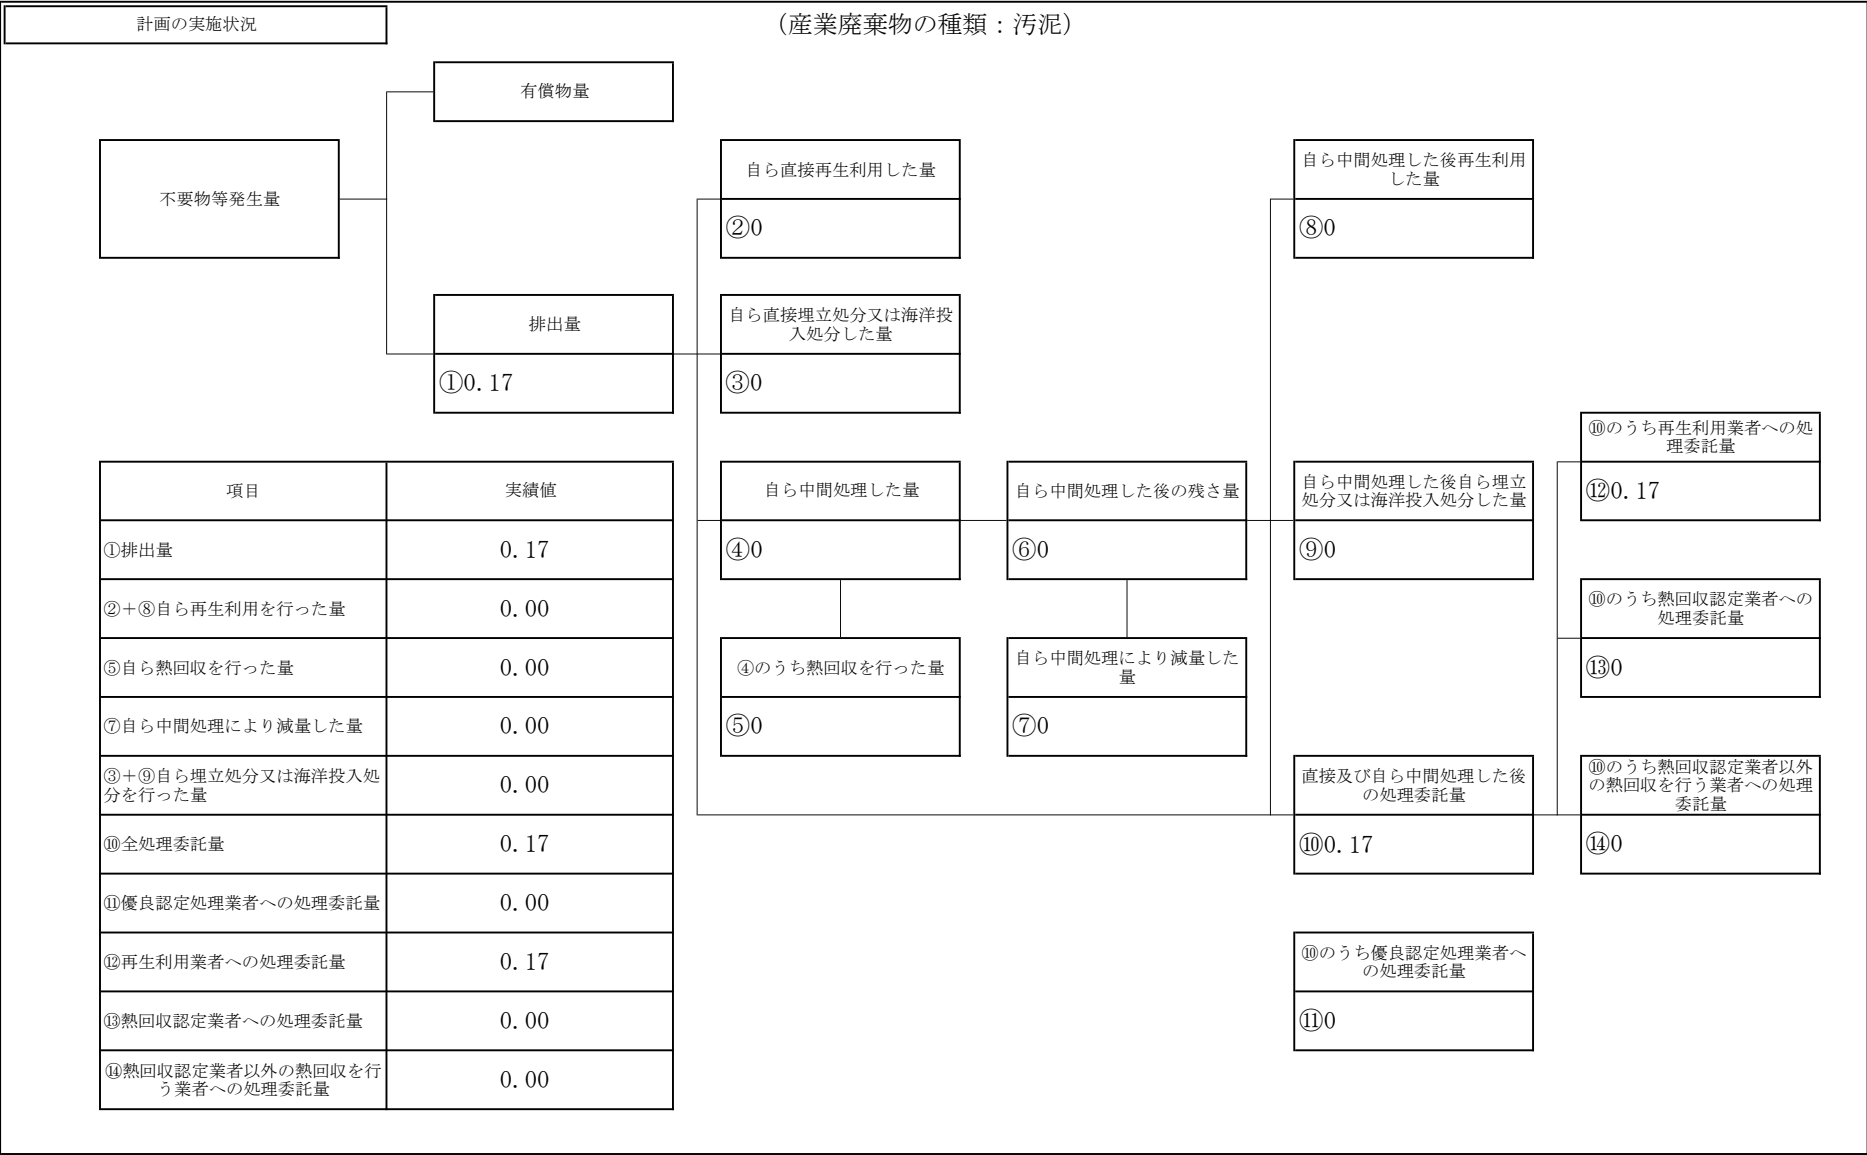 計画の実施状況
（産業廃棄物の種類：汚泥）
有償物量
不要物等発生量
自ら直接再生利用した量
②0
自ら中間処理した後再生利用
した量
⑧0
排出量
①0.17
自ら直接埋立処分又は海洋投
入処分した量
③0
⑩のうち再生利用業者への処
理委託量
⑫0.17
自ら中間処理した量
④0
自ら中間処理した後の残さ量
⑥0
自ら中間処理した後自ら埋立
処分又は海洋投入処分した量
⑨0
⑩のうち熱回収認定業者への
処理委託量
⑬0
④のうち熱回収を行った量
⑤0
自ら中間処理により減量した
量
⑦0
直接及び自ら中間処理した後
の処理委託量
⑩0.17
⑩のうち熱回収認定業者以外
の熱回収を行う業者への処理
委託量
⑭0
⑩のうち優良認定処理業者へ
の処理委託量
⑪0
項目 実績値
①排出量 0.17
②＋⑧自ら再生利用を行った量 0.00
⑤自ら熱回収を行った量 0.00
⑦自ら中間処理により減量した量 0.00
③＋⑨自ら埋立処分又は海洋投入処
分を行った量 0.00
⑩全処理委託量 0.17
⑪優良認定処理業者への処理委託量 0.00
⑫再生利用業者への処理委託量 0.17
⑬熱回収認定業者への処理委託量 0.00
⑭熱回収認定業者以外の熱回収を行
う業者への処理委託量 0.00